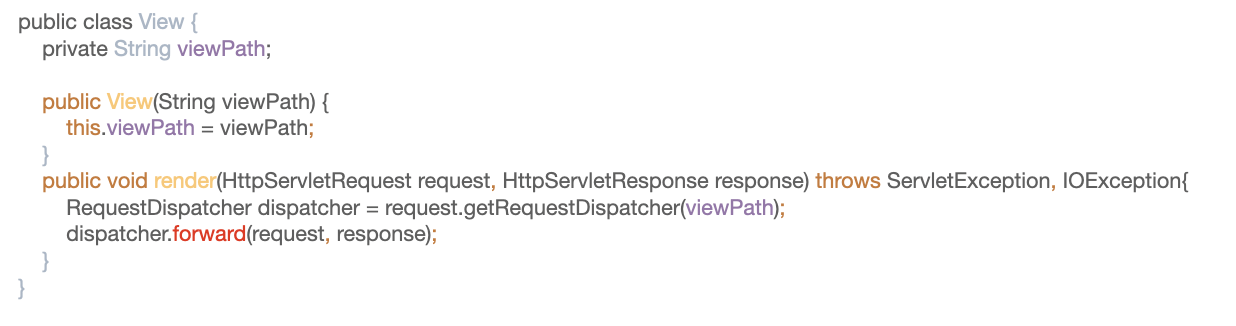 public class View {
    private String viewPath;

    public View(String viewPath) {
        this.viewPath = viewPath;
    }
    public void render(HttpServletRequest request, HttpServletResponse response) throws ServletException, IOException{
        RequestDispatcher dispatcher = request.getRequestDispatcher(viewPath);
        dispatcher.forward(request, response);
    }
}